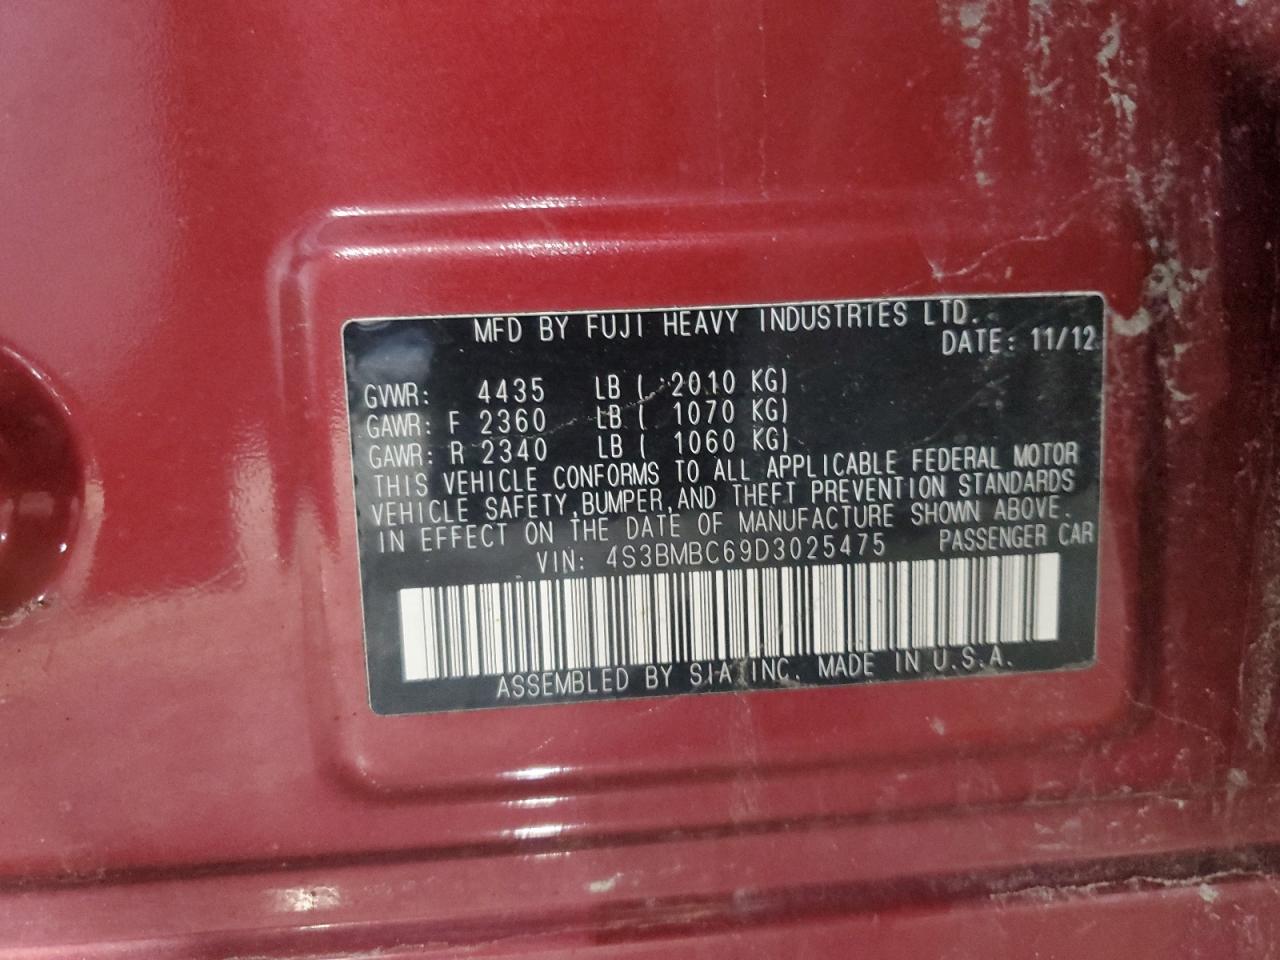 MFD BY FUJI HEAVY INDUSTRIES LTD.
DATE: 11/12
GVWR: 4435 LB ( 2010 KG)
GAWR: F 2360 LB ( 1070 KG)
GAWR: R 2340 LB ( 1060 KG)
THIS VEHICLE CONFORMS TO ALL APPLICABLE FEDERAL MOTOR
VEHICLE SAFETY, BUMPER, AND THEFT PREVENTION STANDARDS
IN EFFECT ON THE DATE OF MANUFACTURE SHOWN ABOVE.
VIN: 4S3BMBC69D3025475 PASSENGER CAR
ASSEMBLED BY SIA INC. MADE IN U.S.A.